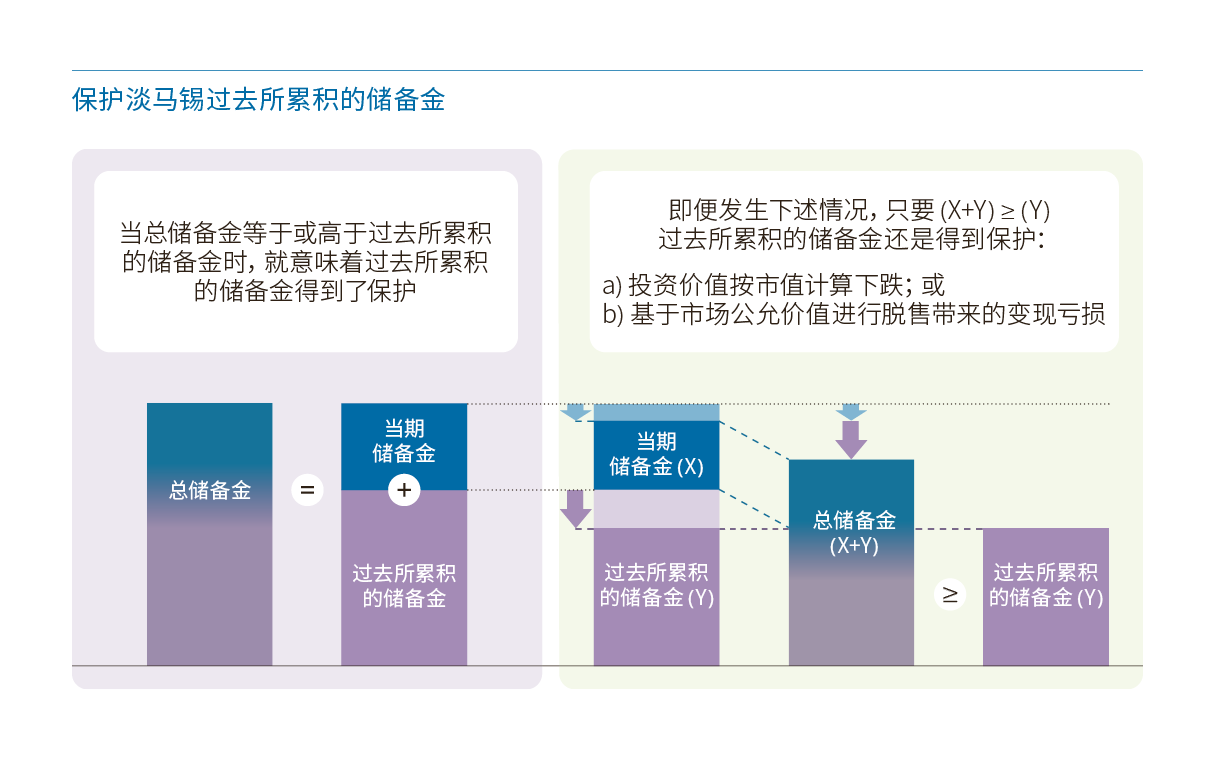 保护淡马锡过去所累积的储备金
当总储备金等于或高于过去所累积
的储备金时，就意味着过去所累积
的储备金得到了保护
即便发生下述情况，只要 (X+Y) ≥ (Y)
过去所累积的储备金还是得到保护：
a) 投资价值按市值计算下跌；或
b) 基于市场公允价值进行脱售带来的变现亏损
总储备金
=
当期
储备金
+
过去所累积
的储备金
当期
储备金 (X)
过去所累积
的储备金 (Y)
总储备金
(X+Y)
≥
过去所累积
的储备金 (Y)